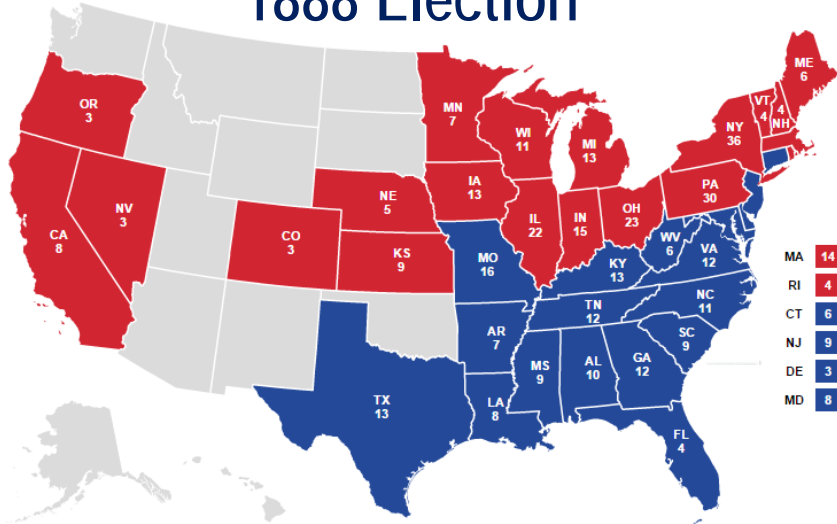 1888 Election
ME
6
OR
3
MN
7
VT
4
4
NH
WI
11
MI
13
NY
36
IA
13
NE
5
PA
30
NV
3
IL
22
IN
15
OH
23
CA
8
CO
3
KS
9
MO
16
WV
6
VA
12
KY
13
MA 14
RI 4
CT 6
NJ 9
DE 3
MD 8
NC
11
TN
12
AR
7
SC
9
MS
9
AL
10
GA
12
TX
13
LA
8
FL
4